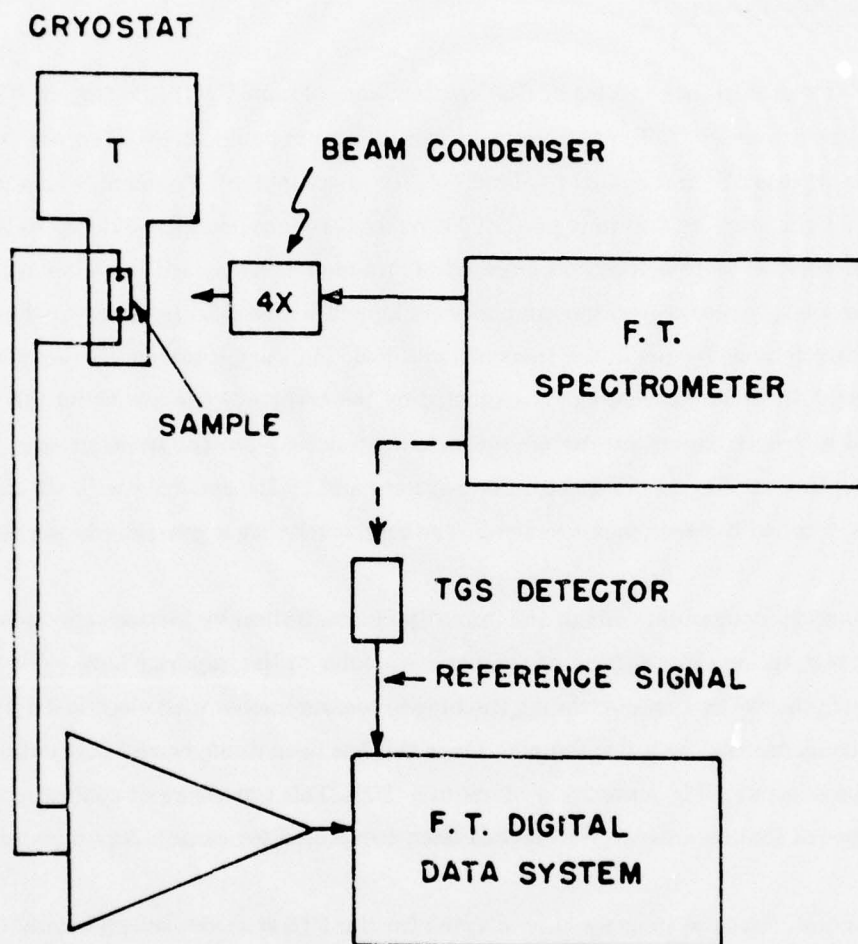 CRYOSTAT
T
BEAM CONDENSER
4X
F. T.
SPECTROMETER
SAMPLE
TGS DETECTOR
REFERENCE SIGNAL
F. T. DIGITAL
DATA SYSTEM